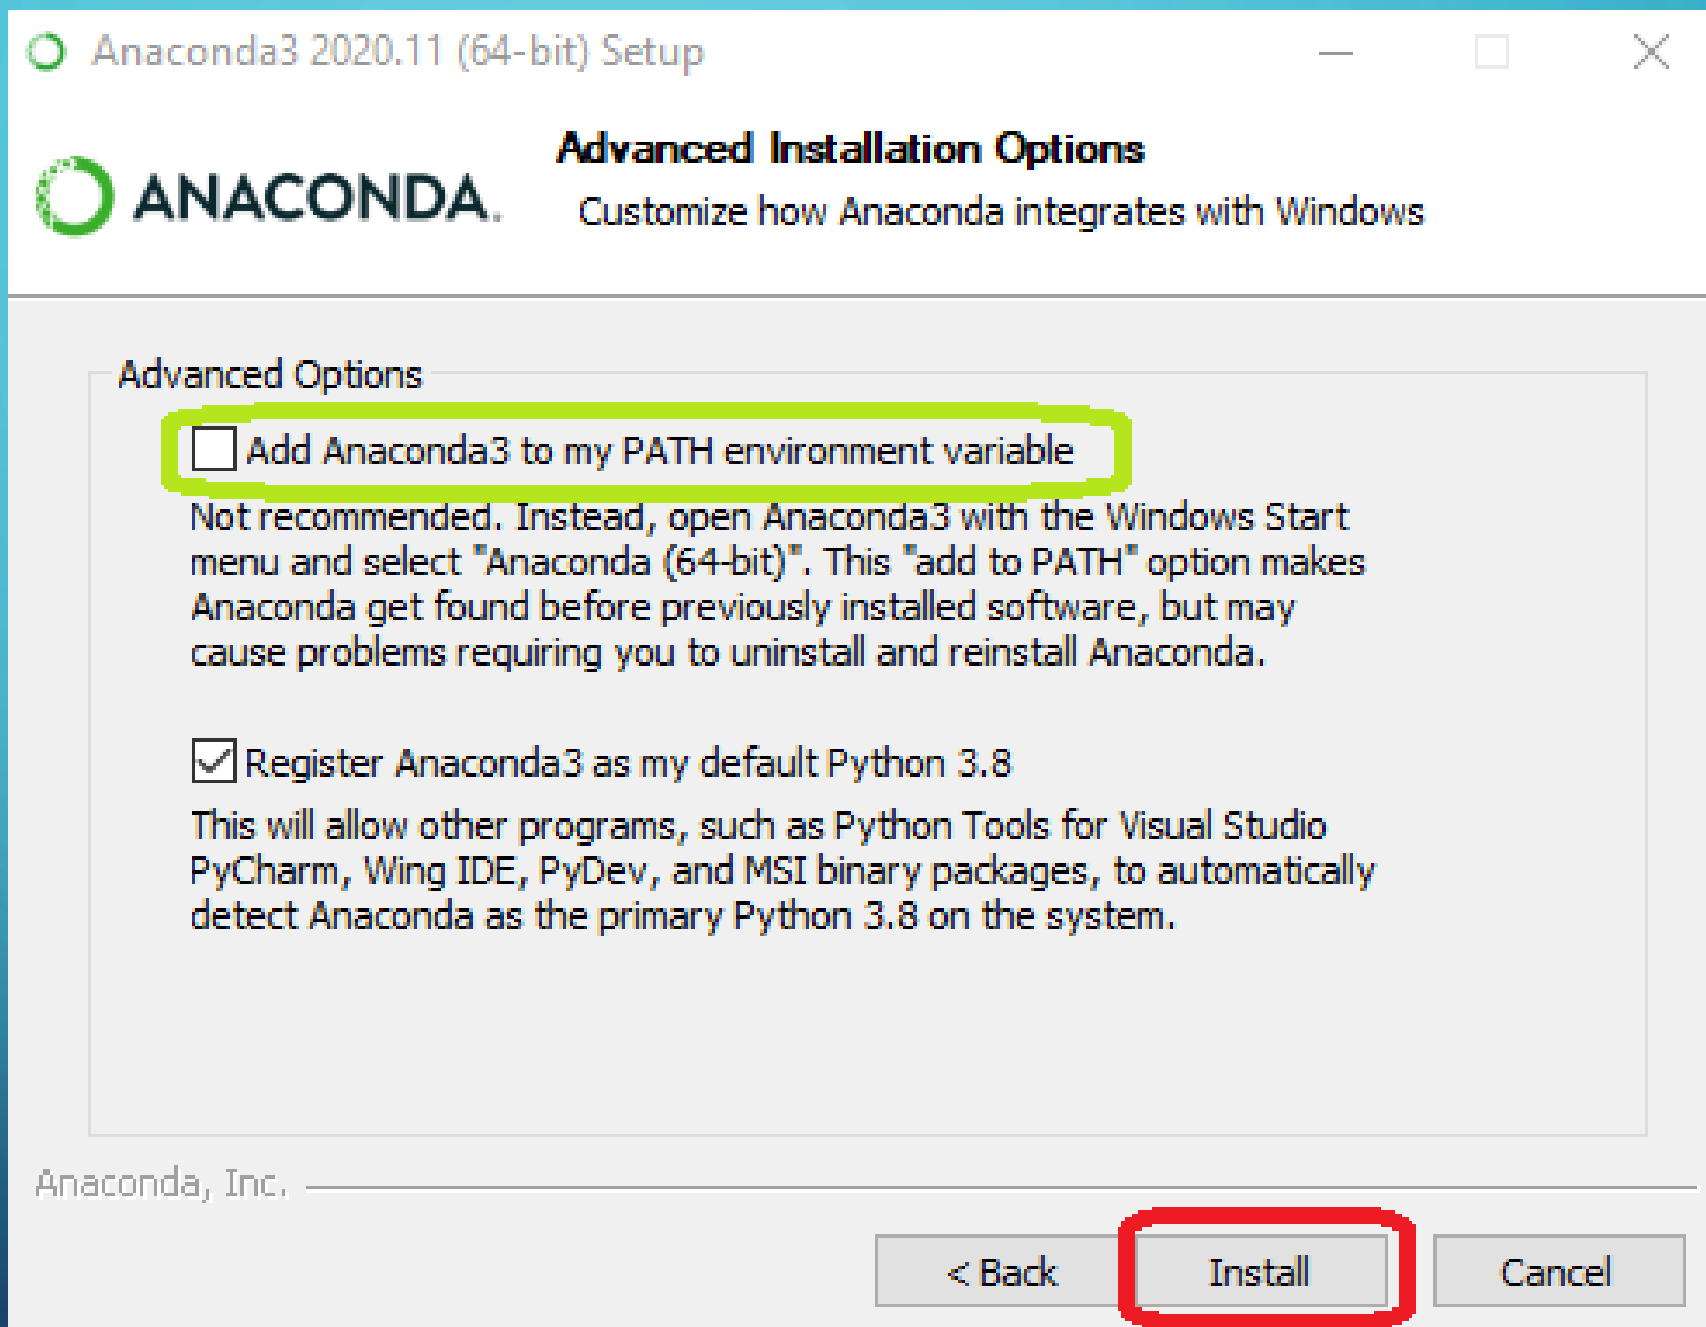 Anaconda3 2020.11 (64-bit) Setup
ANACONDA.
Advanced Installation Options
Customize how Anaconda integrates with Windows
Advanced Options
Add Anaconda3 to my PATH environment variable
Not recommended. Instead, open Anaconda3 with the Windows Start
menu and select "Anaconda (64-bit)". This "add to PATH" option makes
Anaconda get found before previously installed software, but may
cause problems requiring you to uninstall and reinstall Anaconda.
Register Anaconda3 as my default Python 3.8
This will allow other programs, such as Python Tools for Visual Studio
PyCharm, Wing IDE, PyDev, and MSI binary packages, to automatically
detect Anaconda as the primary Python 3.8 on the system.
Anaconda, Inc.
< Back Install Cancel